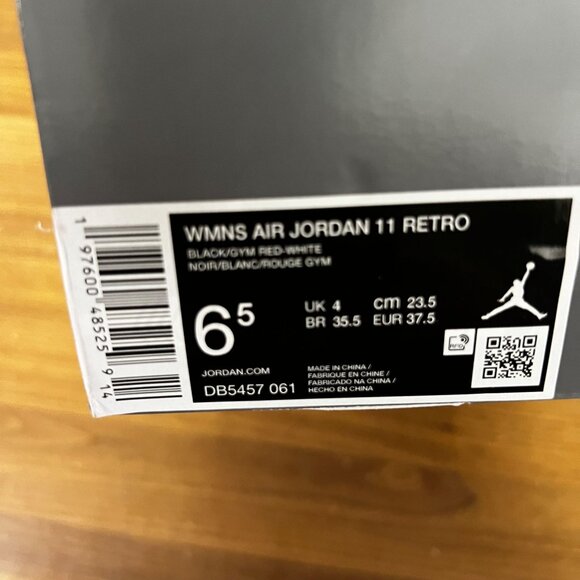 WMNS AIR JORDAN 11 RETRO
BLACK/GYM RED-WHITE
NOIR/BLANC/ROUGE GYM
6⁵
UK 4 cm 23.5
BR 35.5 EUR 37.5
JORDAN.COM
DB5457 061
MADE IN CHINA /
FABRIQUE EN CHINE /
FABRICADO NA CHINA /
HECHO EN CHINA
RFID
1 97600 48525 9 14